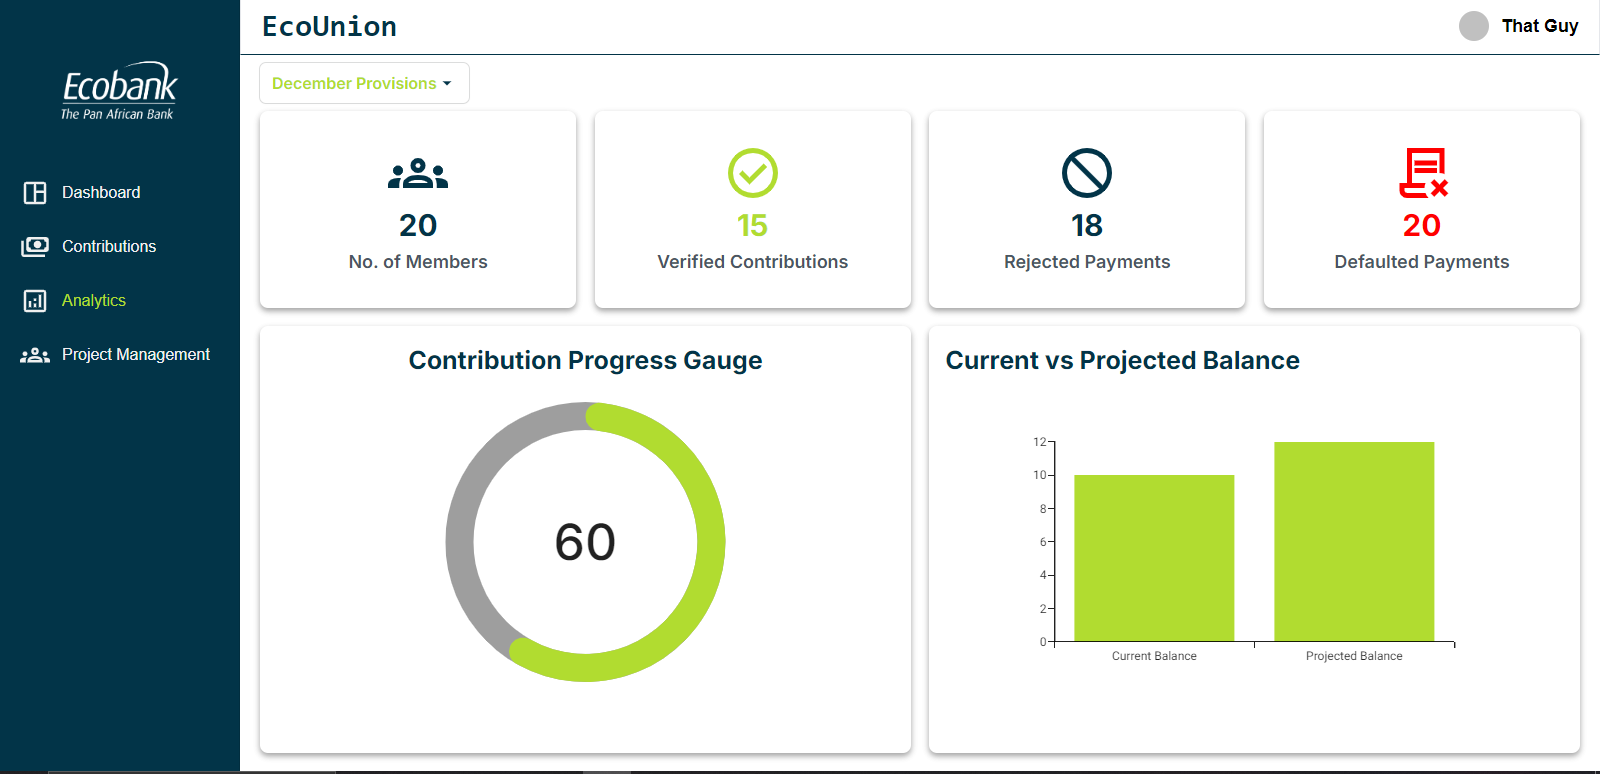 EcoUnion
That Guy
Ecobank
The Pan African Bank
Dashboard
Contributions
Analytics
Project Management
December Provisions
20
No. of Members
15
Verified Contributions
18
Rejected Payments
20
Defaulted Payments
Contribution Progress Gauge
60
Current vs Projected Balance
12
10
8
6
4
2
0
Current Balance
Projected Balance